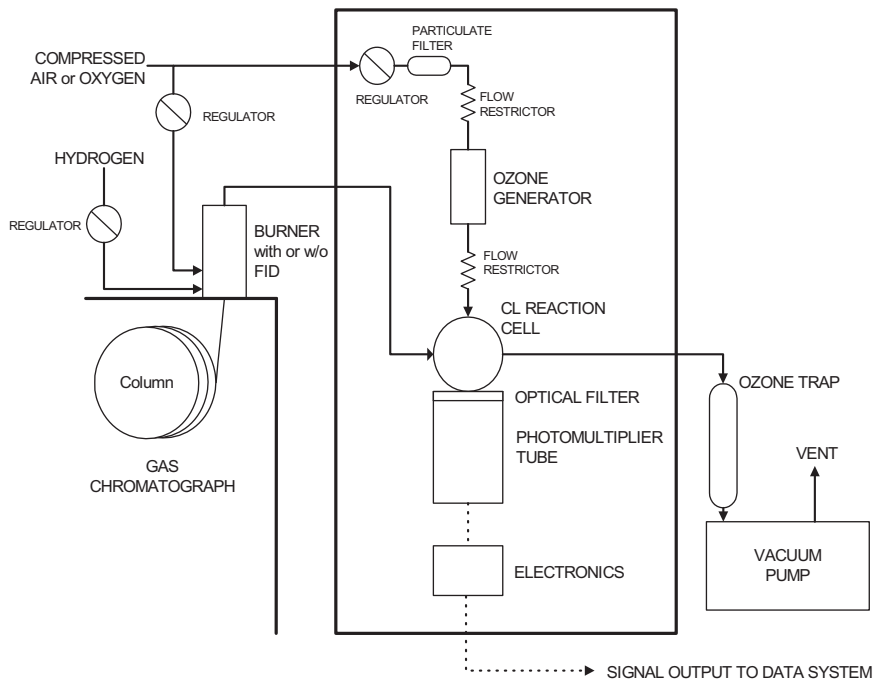 PARTICULATE
FILTER
COMPRESSED
AIR or OXYGEN
REGULATOR
FLOW
RESTRICTOR
REGULATOR
HYDROGEN
OZONE
GENERATOR
REGULATOR
BURNER
with or w/o
FID
FLOW
RESTRICTOR
CL REACTION
CELL
Column
OPTICAL FILTER
OZONE TRAP
PHOTOMULTIPLIER
TUBE
GAS
CHROMATOGRAPH
VENT
VACUUM
PUMP
ELECTRONICS
SIGNAL OUTPUT TO DATA SYSTEM